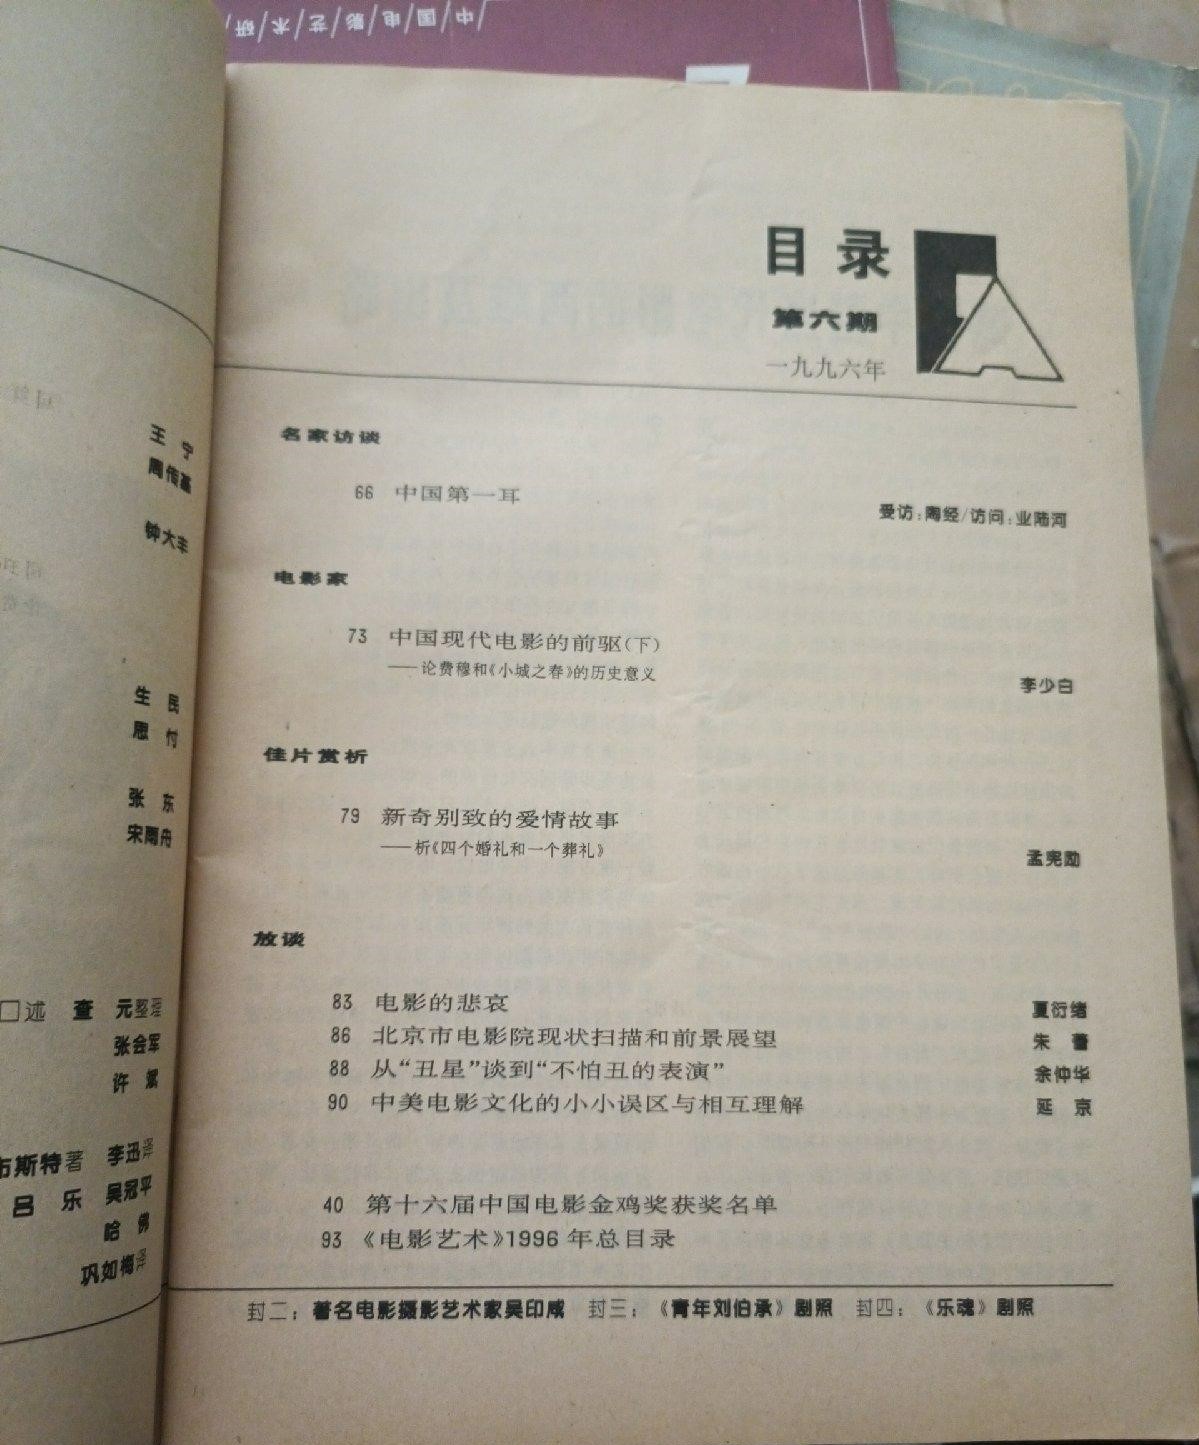 中/国/电/影/艺/术/研
王 宁
周传基
钟大丰
生 民
思 忖
张 东
宋周舟
口述 查 元整理
张会军
许 斌
布斯特著 李迅译
吕 乐 吴冠平
哈 佛
巩如梅译
目录
第六期
一九九六年
名家访谈
66 中国第一耳 受访:陶经/访问:业陆河
电影家
73 中国现代电影的前驱(下)
——论费穆和《小城之春》的历史意义 李少白
佳片赏析
79 新奇别致的爱情故事
——析《四个婚礼和一个葬礼》 孟宪励
放谈
83 电影的悲哀 夏衍绪
86 北京市电影院现状扫描和前景展望 朱 蕾
88 从“丑星”谈到“不怕丑的表演” 余仲华
90 中美电影文化的小小误区与相互理解 延 京
40 第十六届中国电影金鸡奖获奖名单
93 《电影艺术》1996年总目录
封二:著名电影摄影艺术家吴印咸 封三:《青年刘伯承》剧照 封四:《乐魂》剧照